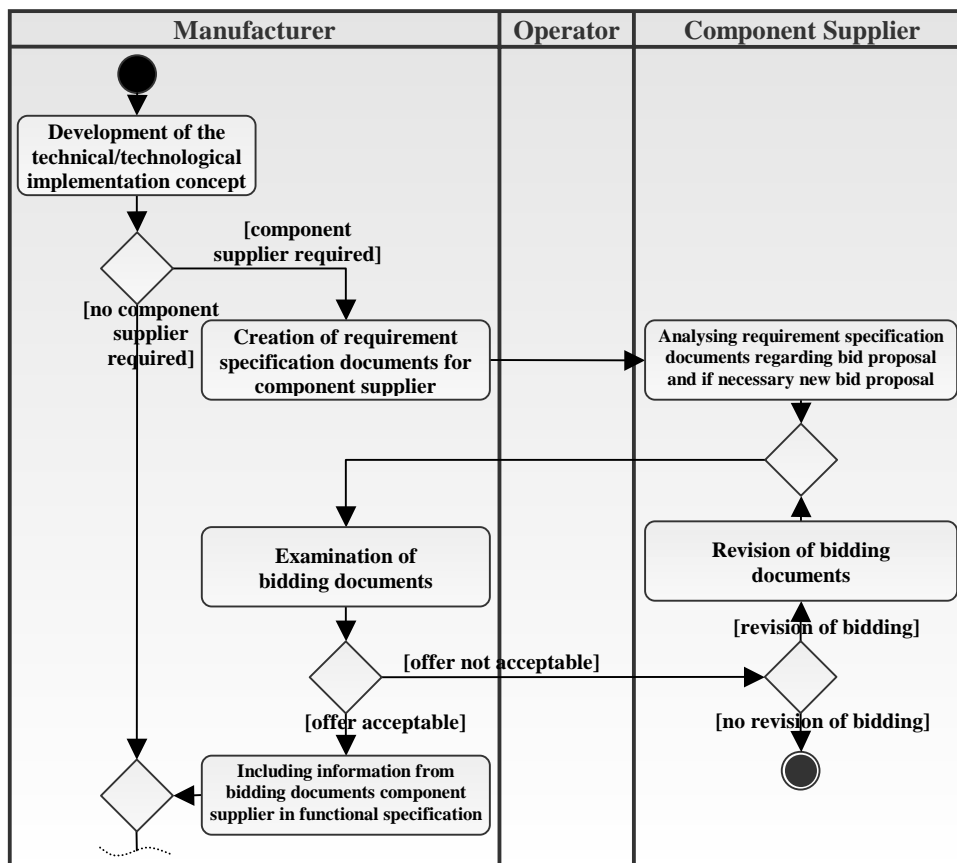 Manufacturer
Operator
Component Supplier
Development of the
technical/technological
implementation concept
[component
supplier required]
[no component
supplier
required]
Creation of requirement
specification documents for
component supplier
Analysing requirement specification
documents regarding bid proposal
and if necessary new bid proposal
Examination of
bidding documents
Revision of bidding
documents
[revision of bidding]
[offer not acceptable]
[offer acceptable]
[no revision of bidding]
Including information from
bidding documents component
supplier in functional specification